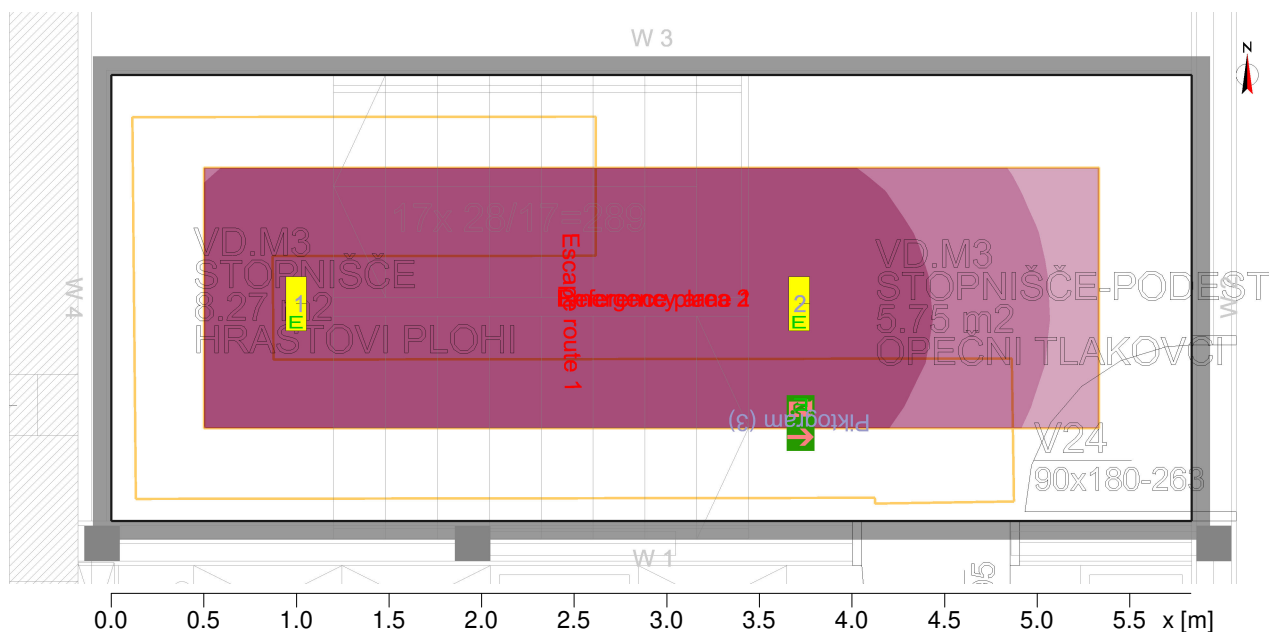 W 3
N
17x 28/17=289
VD.M3
STOPNIŠČE
8.27 m2
HRASTOVI PLOHI
VD.M3
STOPNIŠČE-PODEST
5.75 m2
OPEČNI TLAKOVCI
W 4
W
1
E
2
E
Escape route 1
Piktogram (3)
V24
90x180-263
W 1
0.0 0.5 1.0 1.5 2.0 2.5 3.0 3.5 4.0 4.5 5.0 5.5 x [m]